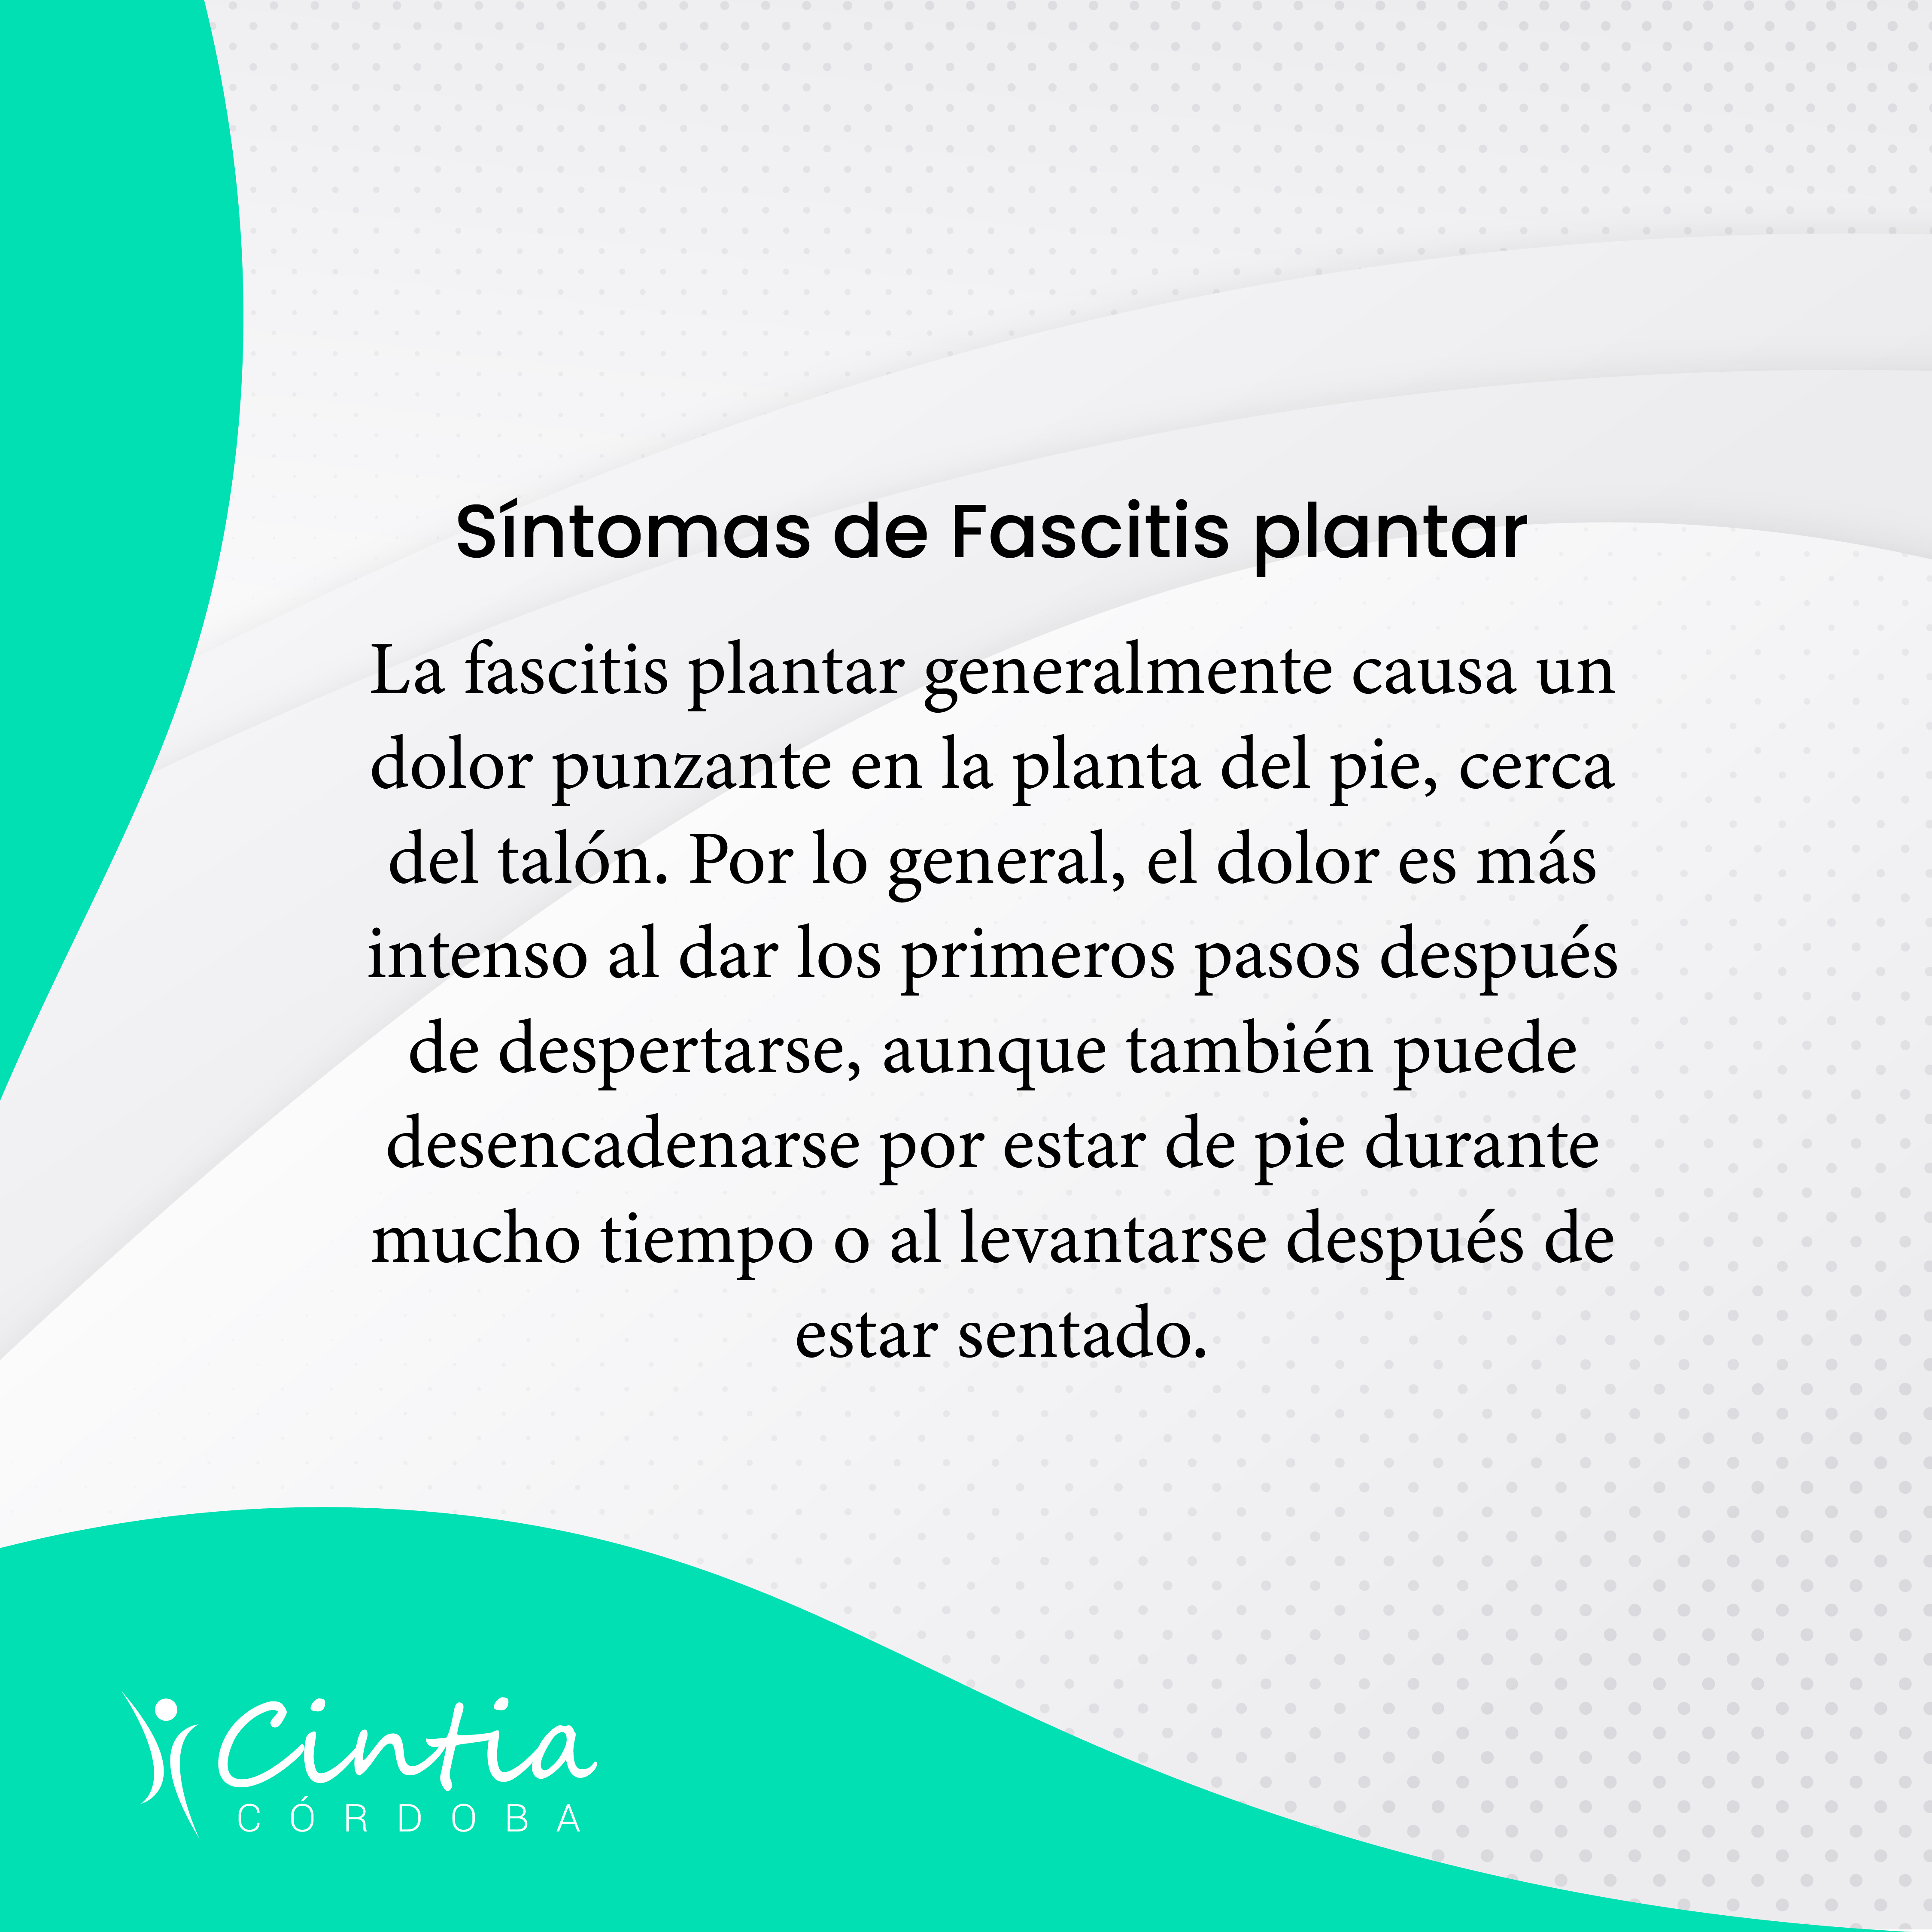 Síntomas de Fascitis plantar
La fascitis plantar generalmente causa un
dolor punzante en la planta del pie, cerca
del talón. Por lo general, el dolor es más
intenso al dar los primeros pasos después
de despertarse, aunque también puede
desencadenarse por estar de pie durante
mucho tiempo o al levantarse después de
estar sentado.
Cintia
CÓRDOBA